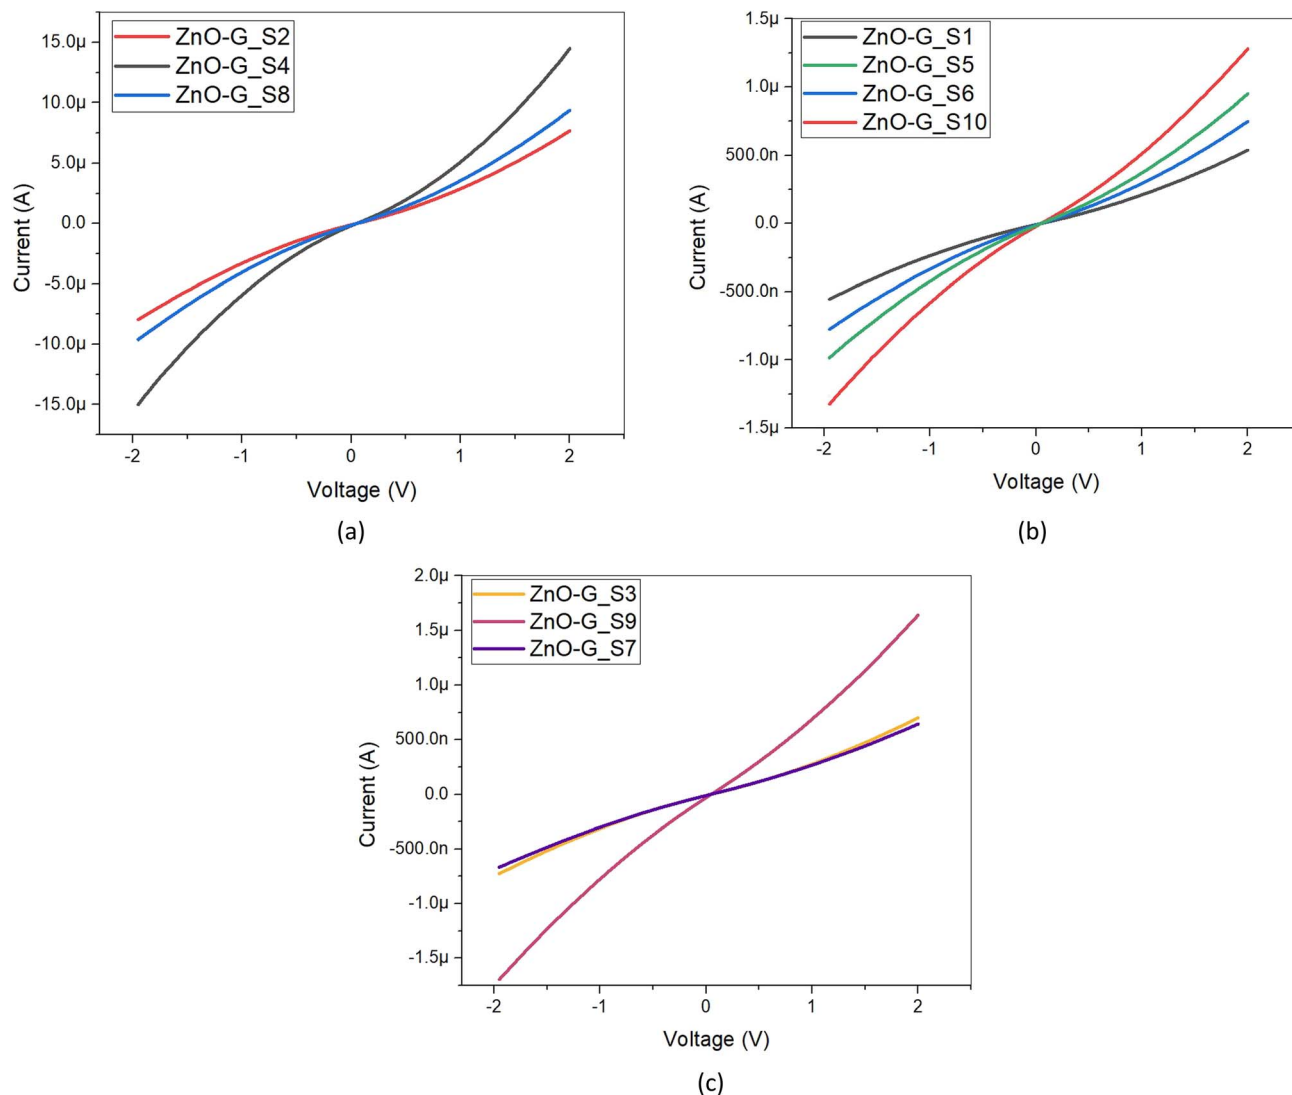 ZnO-G_S2
ZnO-G_S4
ZnO-G_S8
15.0µ
10.0µ
5.0µ
0.0
-5.0µ
-10.0µ
-15.0µ
Current (A)
-2 -1 0 1 2
Voltage (V)
(a)
ZnO-G_S1
ZnO-G_S5
ZnO-G_S6
ZnO-G_S10
1.5µ
1.0µ
500.0n
0.0
-500.0n
-1.0µ
-1.5µ
Current (A)
-2 -1 0 1 2
Voltage (V)
(b)
ZnO-G_S3
ZnO-G_S9
ZnO-G_S7
2.0µ
1.5µ
1.0µ
500.0n
0.0
-500.0n
-1.0µ
-1.5µ
Current (A)
-2 -1 0 1 2
Voltage (V)
(c)